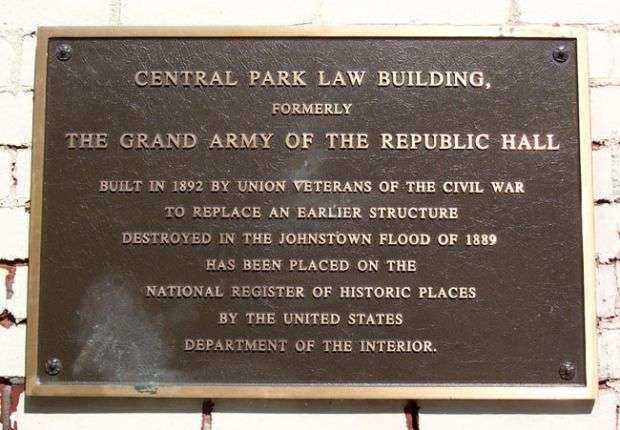 CENTRAL PARK LAW BUILDING,
FORMERLY
THE GRAND ARMY OF THE REPUBLIC HALL
BUILT IN 1892 BY UNION VETERANS OF THE CIVIL WAR
TO REPLACE AN EARLIER STRUCTURE
DESTROYED IN THE JOHNSTOWN FLOOD OF 1889
HAS BEEN PLACED ON THE
NATIONAL REGISTER OF HISTORIC PLACES
BY THE UNITED STATES
DEPARTMENT OF THE INTERIOR.